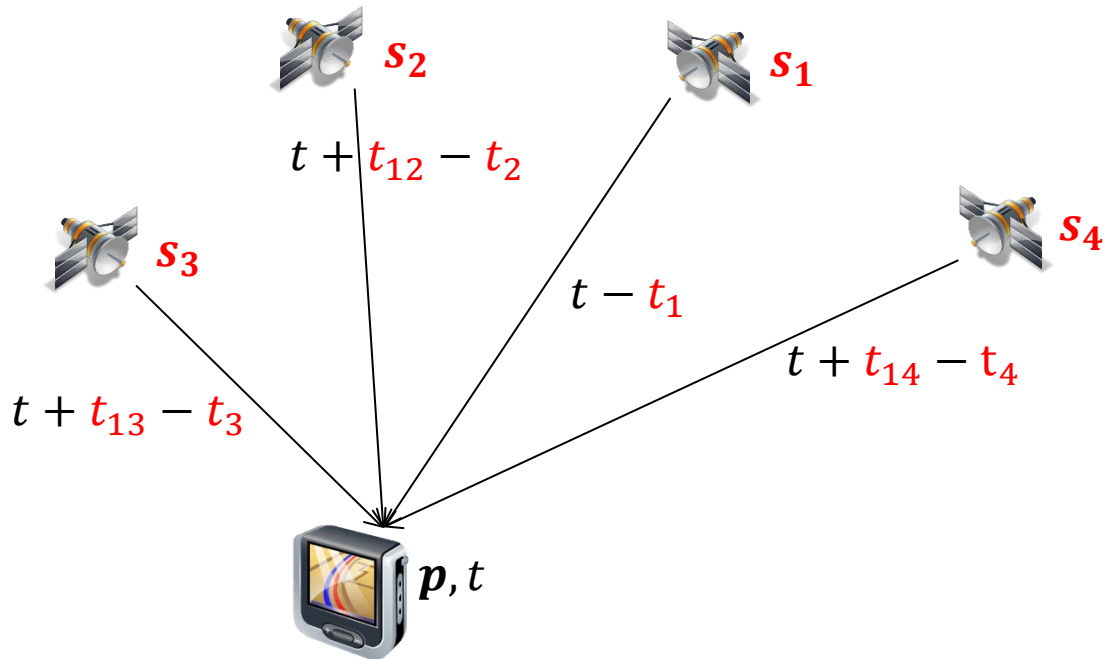 s₂
s₁
t + t₁₂ − t₂
s₃
s₄
t − t₁
t + t₁₄ − t₄
t + t₁₃ − t₃
p, t